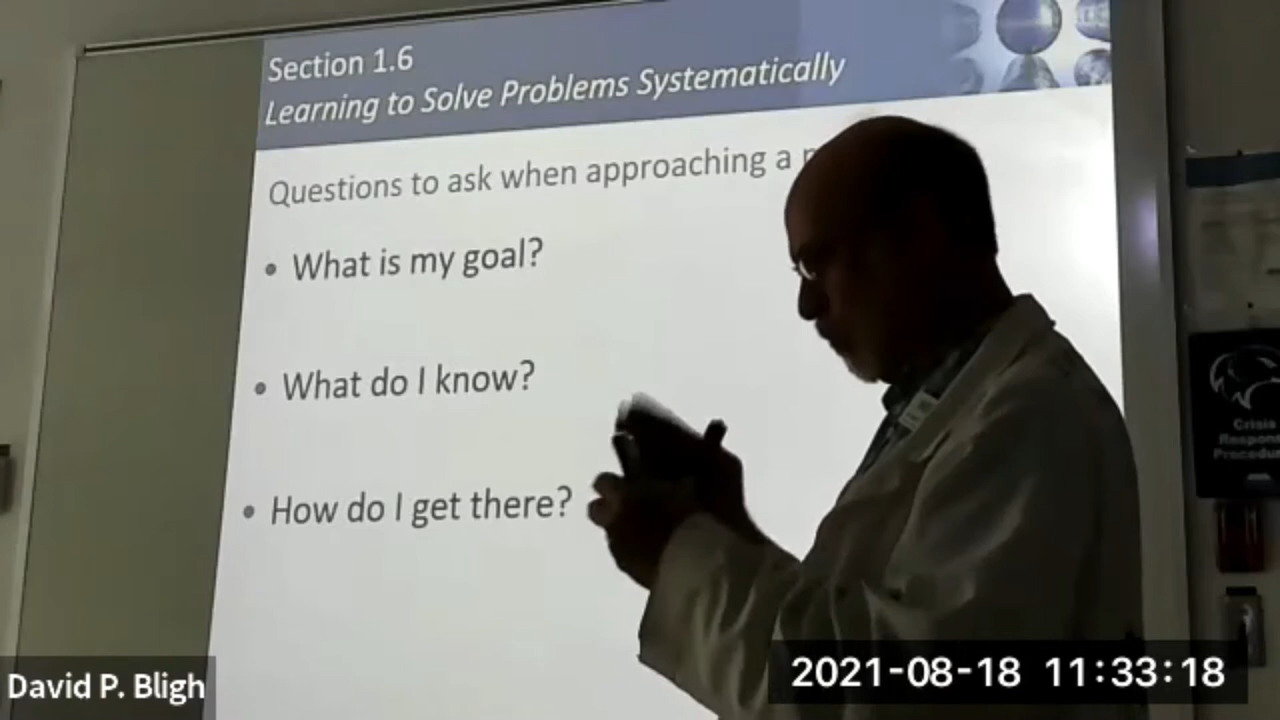 Section 1.6
Learning to Solve Problems Systematically
Questions to ask when approaching a
• What is my goal?
• What do I know?
• How do I get there?
Crisis
David P. Bligh
2021-08-18 11:33:18